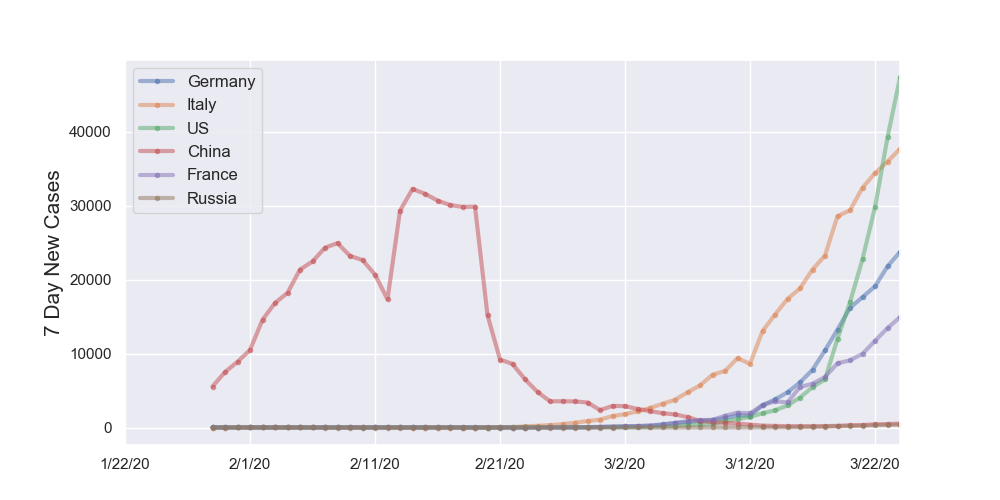 Germany
Italy
US
China
France
Russia
7 Day New Cases
40000
30000
20000
10000
0
1/22/20
2/1/20
2/11/20
2/21/20
3/2/20
3/12/20
3/22/20